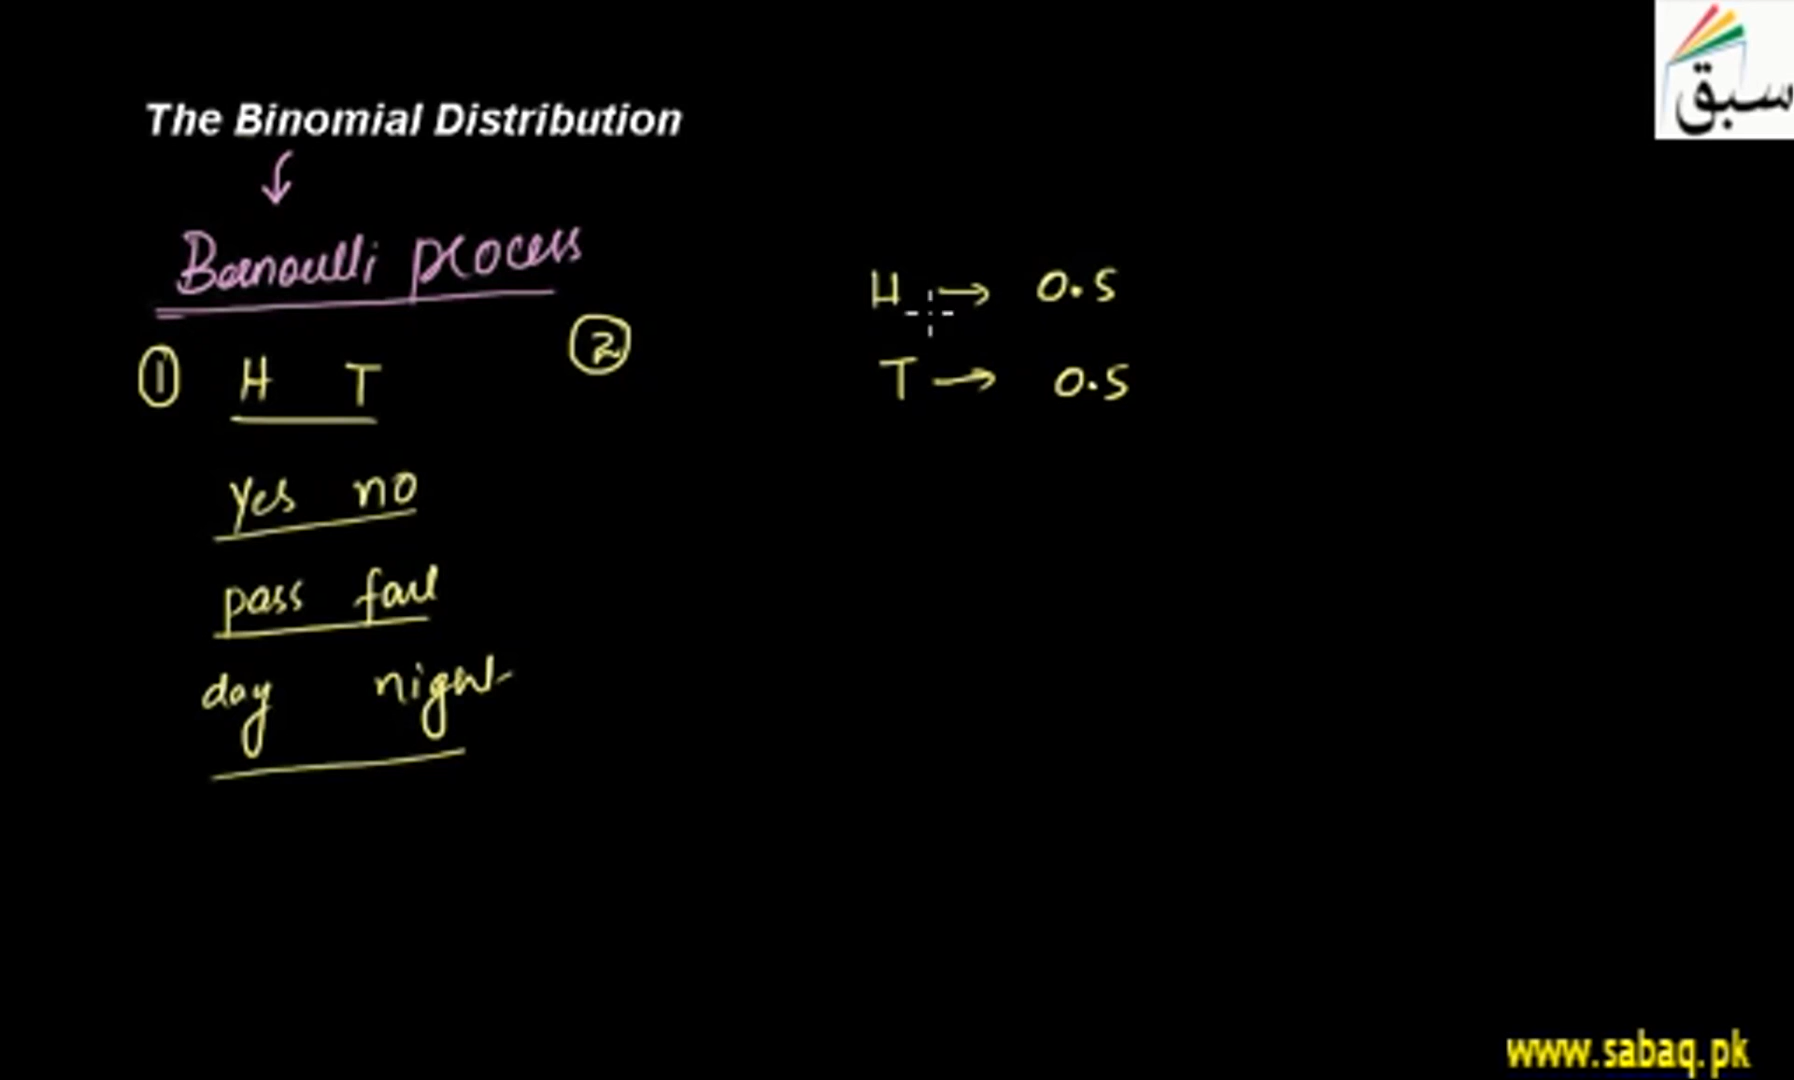 سبق
The Binomial Distribution
↓
Bernoulli process
① H T
②
H → 0.5
T → 0.5
Yes no
pass fail
day night
www.sabaq.pk